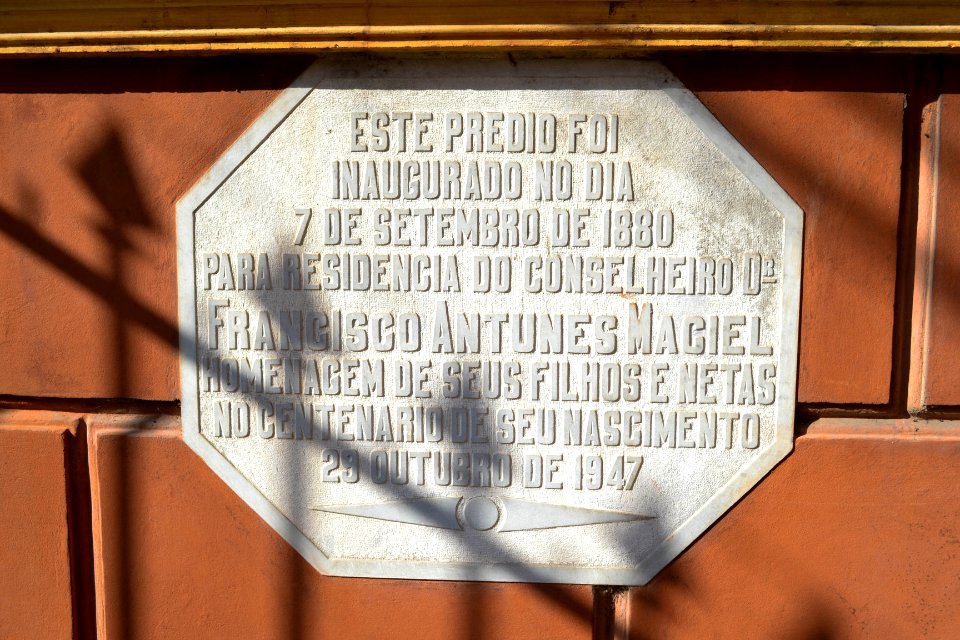 ESTE PREDIO FOI
INAUGURADO NO DIA
7 DE SETEMBRO DE 1880
PARA RESIDENCIA DO CONSELHEIRO DR
FRANCISCO ANTUNES MACIEL
HOMENAGEM DE SEUS FILHOS E NETAS
NO CENTENARIO DE SEU NASCIMENTO
29 OUTUBRO DE 1947